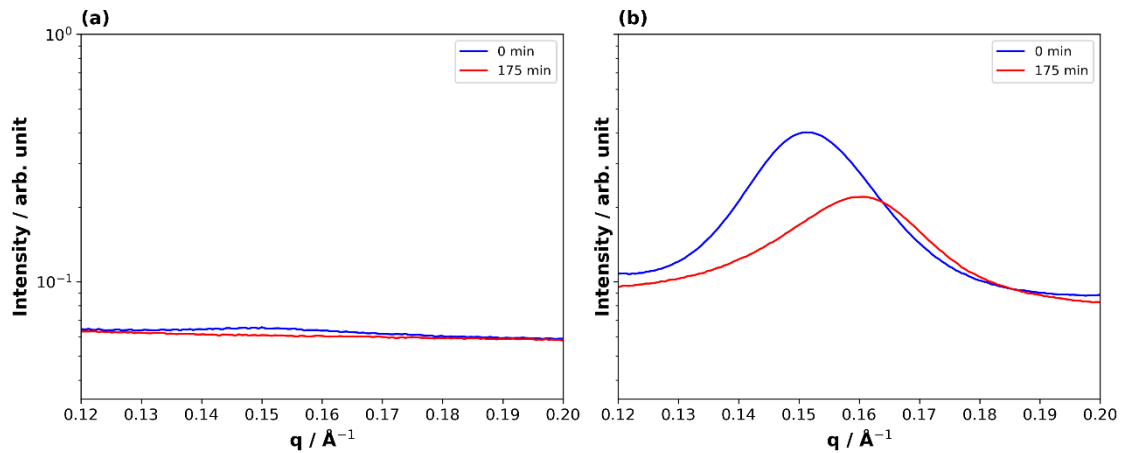 (a)
10⁰
10⁻¹
Intensity / arb. unit
0 min
175 min
0.12 0.13 0.14 0.15 0.16 0.17 0.18 0.19 0.20
q / Å⁻¹
(b)
Intensity / arb. unit
0 min
175 min
0.12 0.13 0.14 0.15 0.16 0.17 0.18 0.19 0.20
q / Å⁻¹